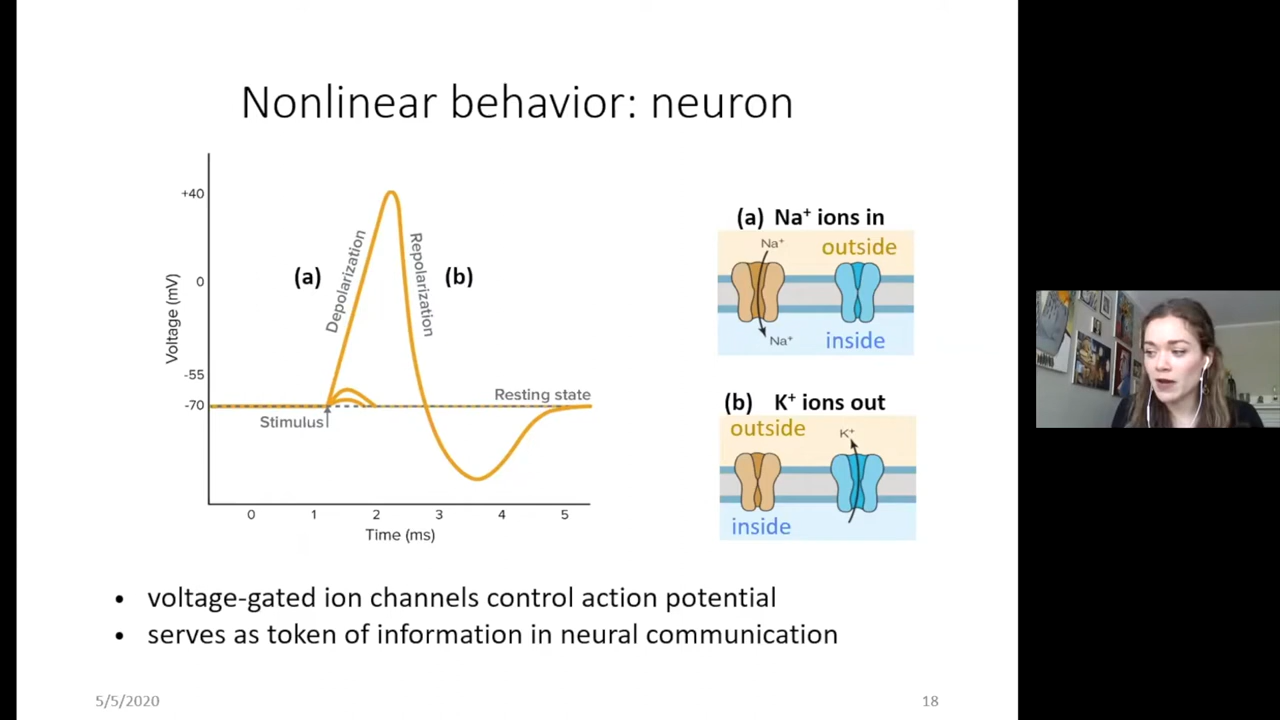 Nonlinear behavior: neuron
+40
0
-55
-70
Voltage (mV)
(a)
Depolarization
Repolarization
(b)
Resting state
Stimulus
0 1 2 3 4 5
Time (ms)
(a) Na⁺ ions in
Na⁺
outside
Na⁺
inside
(b) K⁺ ions out
outside
K⁺
inside
• voltage-gated ion channels control action potential
• serves as token of information in neural communication
5/5/2020
18